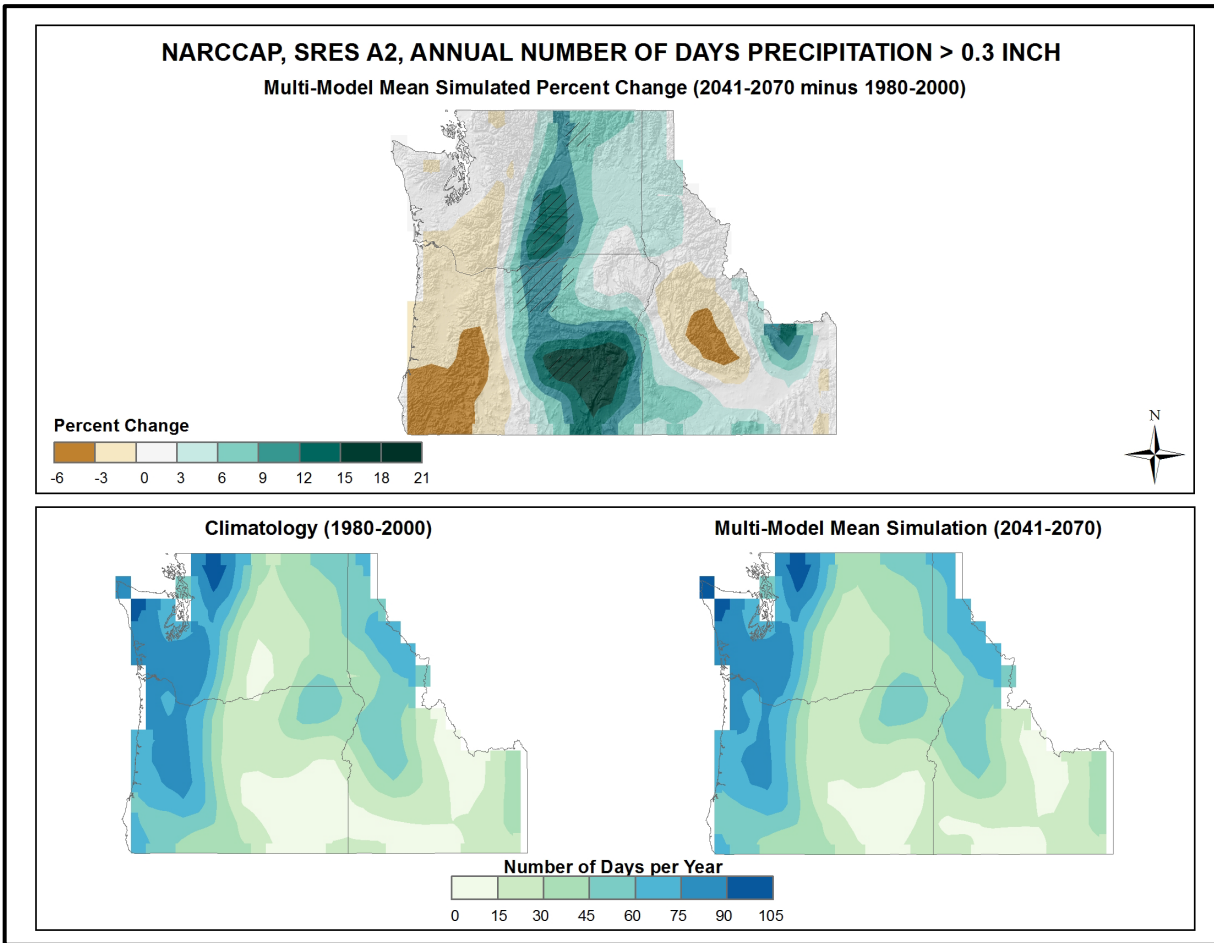 NARCCAP, SRES A2, ANNUAL NUMBER OF DAYS PRECIPITATION > 0.3 INCH
Multi-Model Mean Simulated Percent Change (2041-2070 minus 1980-2000)
Percent Change
-6 -3 0 3 6 9 12 15 18 21
N
Climatology (1980-2000)
Multi-Model Mean Simulation (2041-2070)
Number of Days per Year
0 15 30 45 60 75 90 105